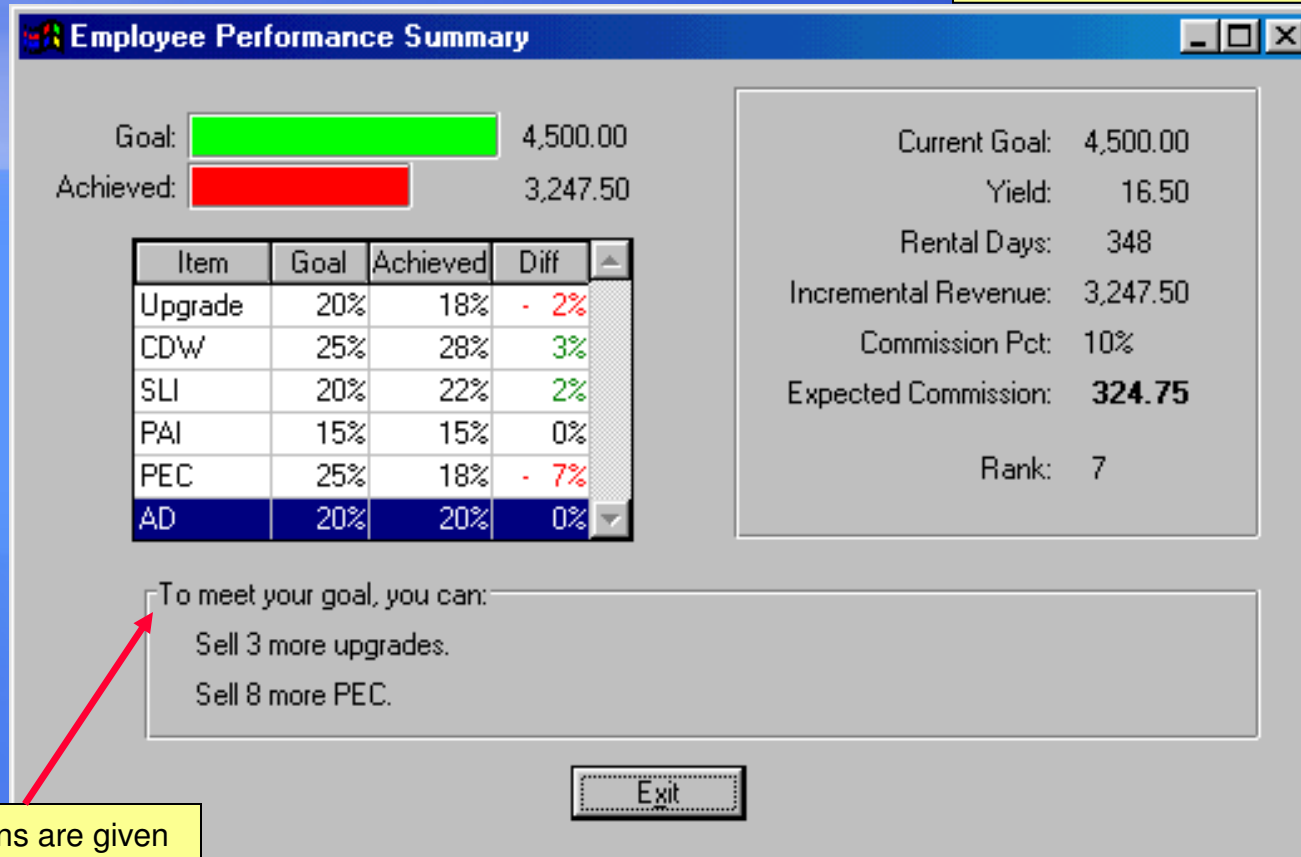 Employee Performance Summary
Goal: 4,500.00
Achieved: 3,247.50
Item Goal Achieved Diff
Upgrade 20% 18% - 2%
CDW 25% 28% 3%
SLI 20% 22% 2%
PAI 15% 15% 0%
PEC 25% 18% - 7%
AD 20% 20% 0%
Current Goal: 4,500.00
Yield: 16.50
Rental Days: 348
Incremental Revenue: 3,247.50
Commission Pct: 10%
Expected Commission: 324.75
Rank: 7
To meet your goal, you can:
Sell 3 more upgrades.
Sell 8 more PEC.
Exit
are given